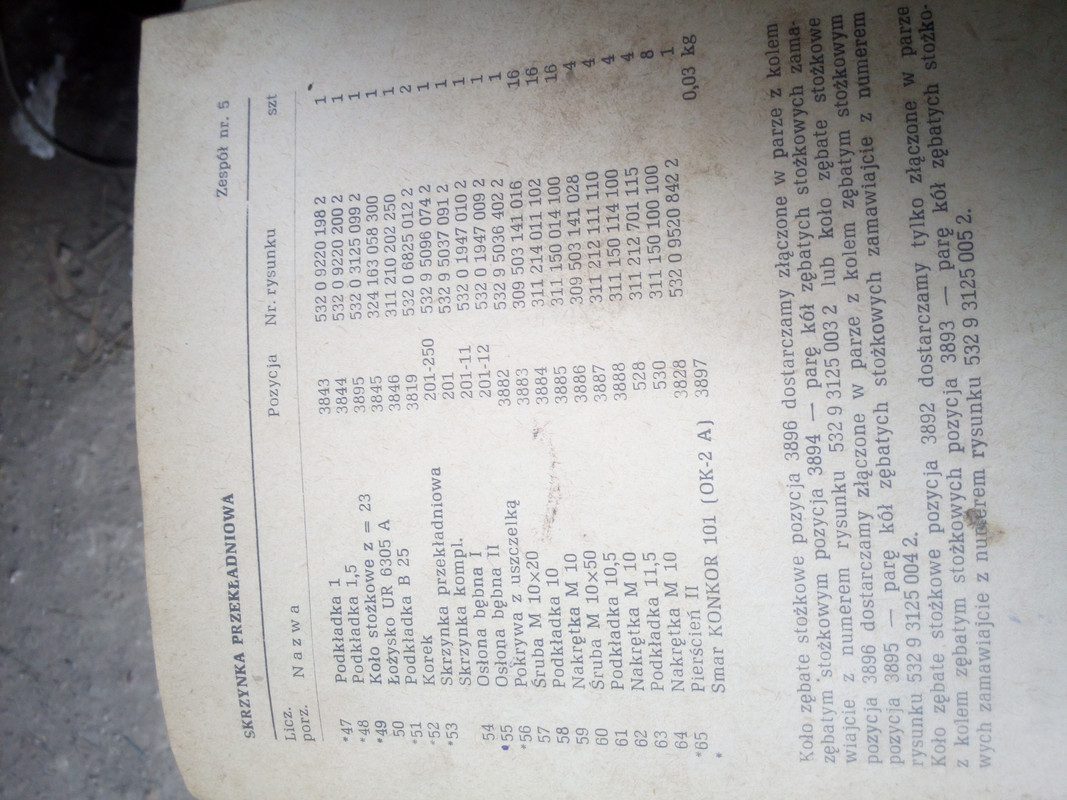 Zespół nr. 5
SKRZYNKA PRZEKŁADNIOWA
Licz. porz. Nazwa Pozycja Nr. rysunku szt
*47 Podkładka 1 3843 532 0 9220 198 2 1
*48 Podkładka 1,5 3844 532 0 9220 200 2 1
*49 Koło stożkowe z = 23 3895 532 0 3125 099 2 1
50 Łożysko UR 6305 A 3845 324 163 058 300 1
*51 Podkładka B 25 3846 311 210 202 250 1
*52 Korek 3819 532 0 6825 012 2 2
*53 Skrzynka przekładniowa 201-250 532 9 5096 074 2 1
Skrzynka kompl. 201 532 9 5037 091 2 1
*54 Osłona bębna I 201-11 532 0 1947 010 2 1
*55 Osłona bębna II 201-12 532 0 1947 009 2 1
*56 Pokrywa z uszczelką 3882 532 9 5036 402 2 1
57 Śruba M 10×20 3883 309 503 141 016 16
58 Podkładka 10 3884 311 214 011 102 16
59 Nakrętka M 10 3885 311 150 014 100 16
60 Śruba M 10×50 3886 309 503 141 028 4
61 Podkładka 10,5 3887 311 212 111 110 4
62 Nakrętka M 10 3888 311 150 114 100 4
63 Podkładka 11,5 528 311 212 701 115 4
64 Nakrętka M 10 530 311 150 100 100 8
*65 Pierścień II 3828 532 0 9520 842 2 1
* Smar KONKOR 101 (OK-2 A) 3897 0,03 kg
Koło zębate stożkowe pozycja 3896 dostarczamy złączone w parze z kolem
zębatym stożkowym pozycja 3894 — parę kół zębatych stożkowych zama-
wiajcie z numerem rysunku 532 9 3125 003 2 lub koło zębate stożkowe
pozycja 3896 dostarczamy złączone w parze z kolem zębatym stożkowym
pozycja 3895 — parę kół zębatych stożkowych zamawiajcie z numerem
rysunku 532 9 3125 004 2.
Koło zębate stożkowe pozycja 3892 dostarczamy tylko złączone w parze
z kolem zębatym stożkowych pozycja 3893 — parę kół zębatych stożko-
wych zamawiajcie z numerem rysunku 532 9 3125 005 2.